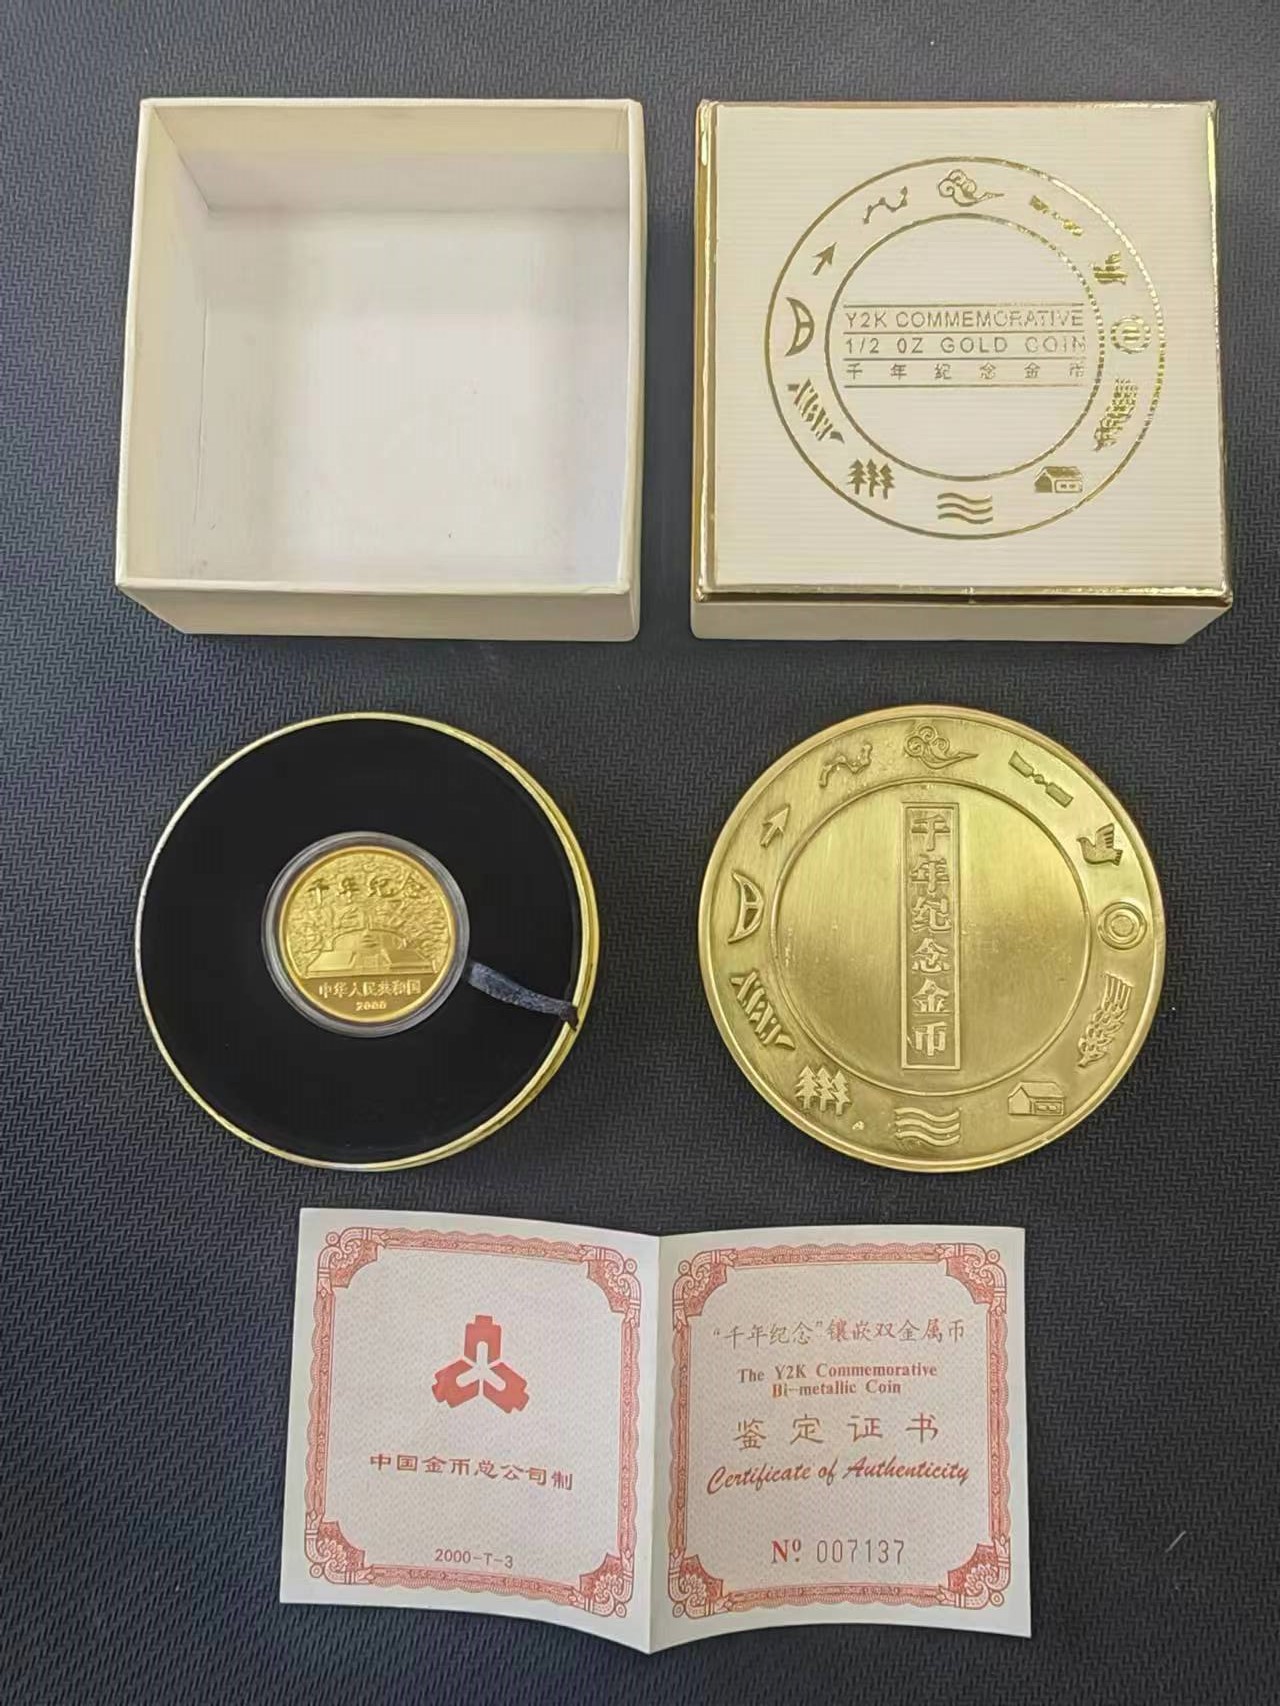 Y2K COMMEMORATIVE
1/2 OZ GOLD COIN
千年纪念金币
千年纪念
中华人民共和国
2000
千年纪念金币
中国金币总公司制
2000-T-3
“千年纪念”镶嵌双金属币
The Y2K Commemorative
Bi-metallic Coin
鉴定证书
Certificate of Authenticity
Nº 007137